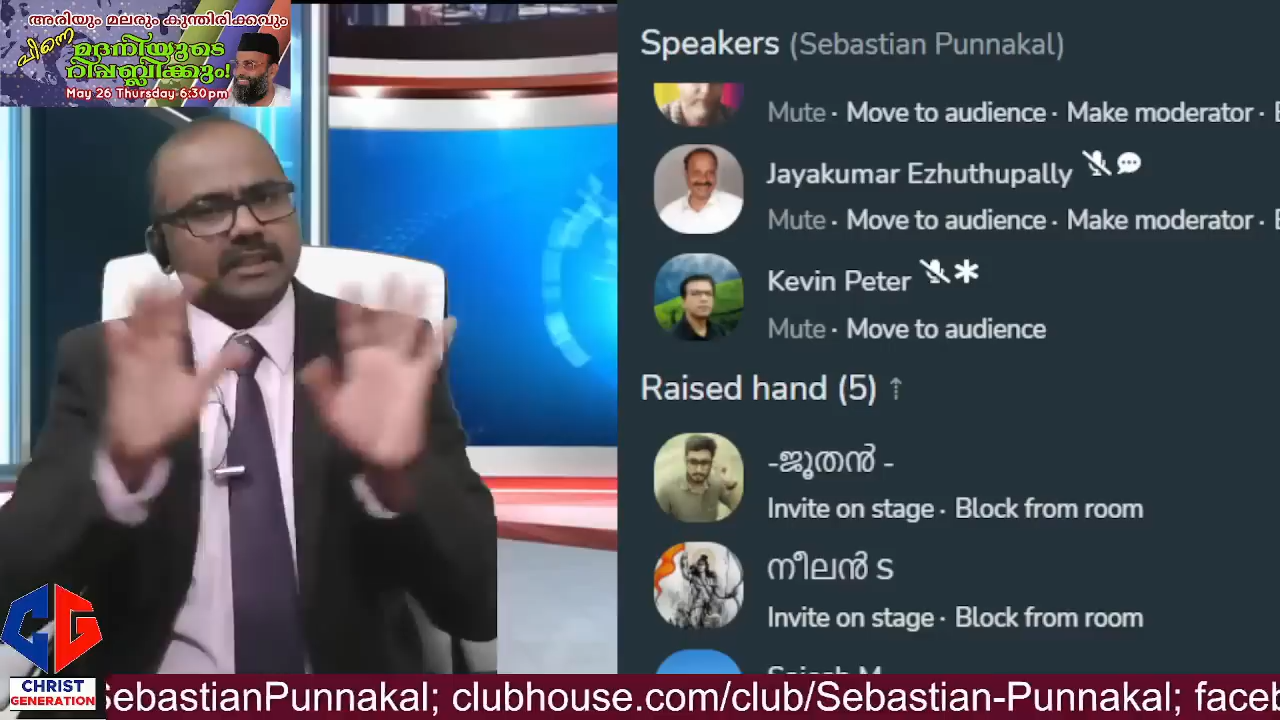 അരിയും മലരും കുന്തിരിക്കവും
പിന്നെ മദനിയുടെ
റിപ്പബ്ലിക്കും!
May 26 Thursday 6:30pm
Speakers (Sebastian Punnakal)
Mute · Move to audience · Make moderator ·
Jayakumar Ezhuthupally
Mute · Move to audience · Make moderator ·
Kevin Peter
Mute · Move to audience
Raised hand (5)
-ജൂതൻ -
Invite on stage · Block from room
നീലൻ S
Invite on stage · Block from room
CG
CHRIST
GENERATION
SebastianPunnakal; clubhouse.com/club/Sebastian-Punnakal; faceb